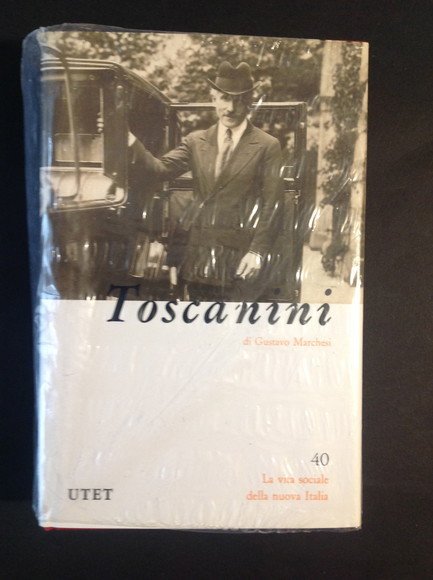 Toscanini
di Gustavo Marchesi
40
La vita sociale
della nuova Italia
UTET